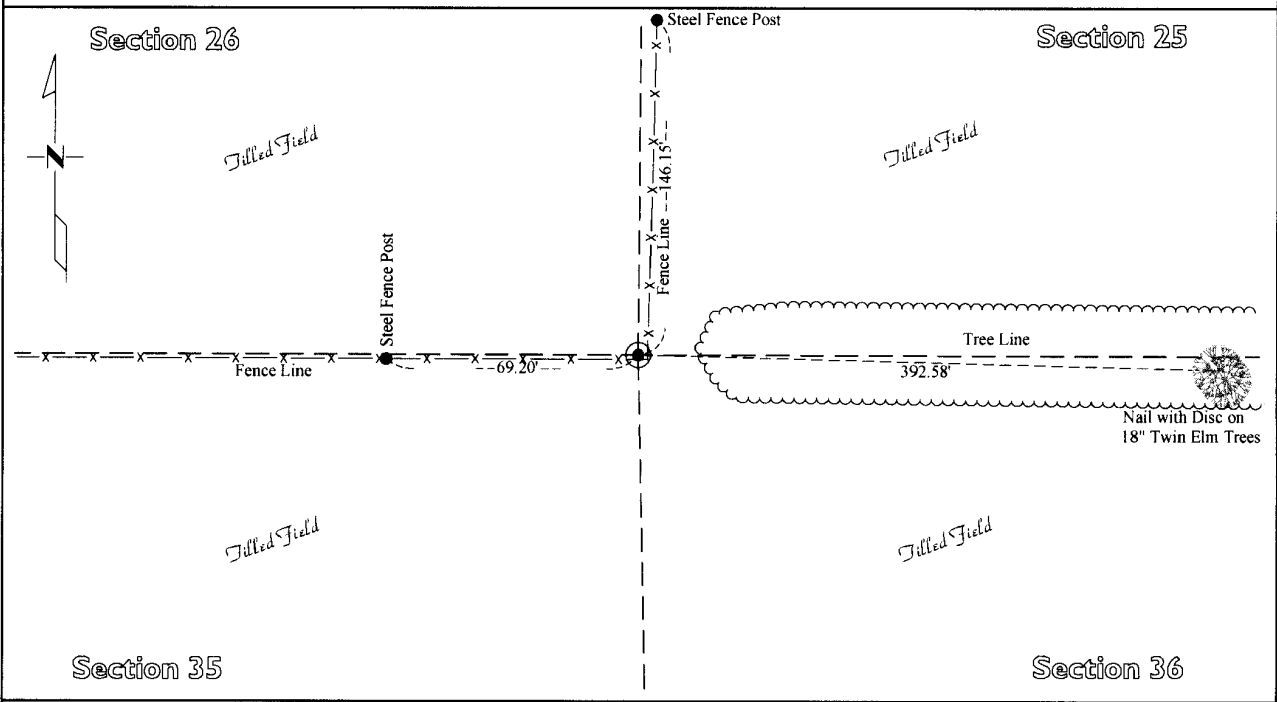 Steel Fence Post
Section 26
Section 25
N
Tilled Field
Tilled Field
146.15'
Fence Line
Steel Fence Post
Tree Line
Fence Line
69.20'
392.58'
Nail with Disc on
18" Twin Elm Trees
Tilled Field
Tilled Field
Section 35
Section 36